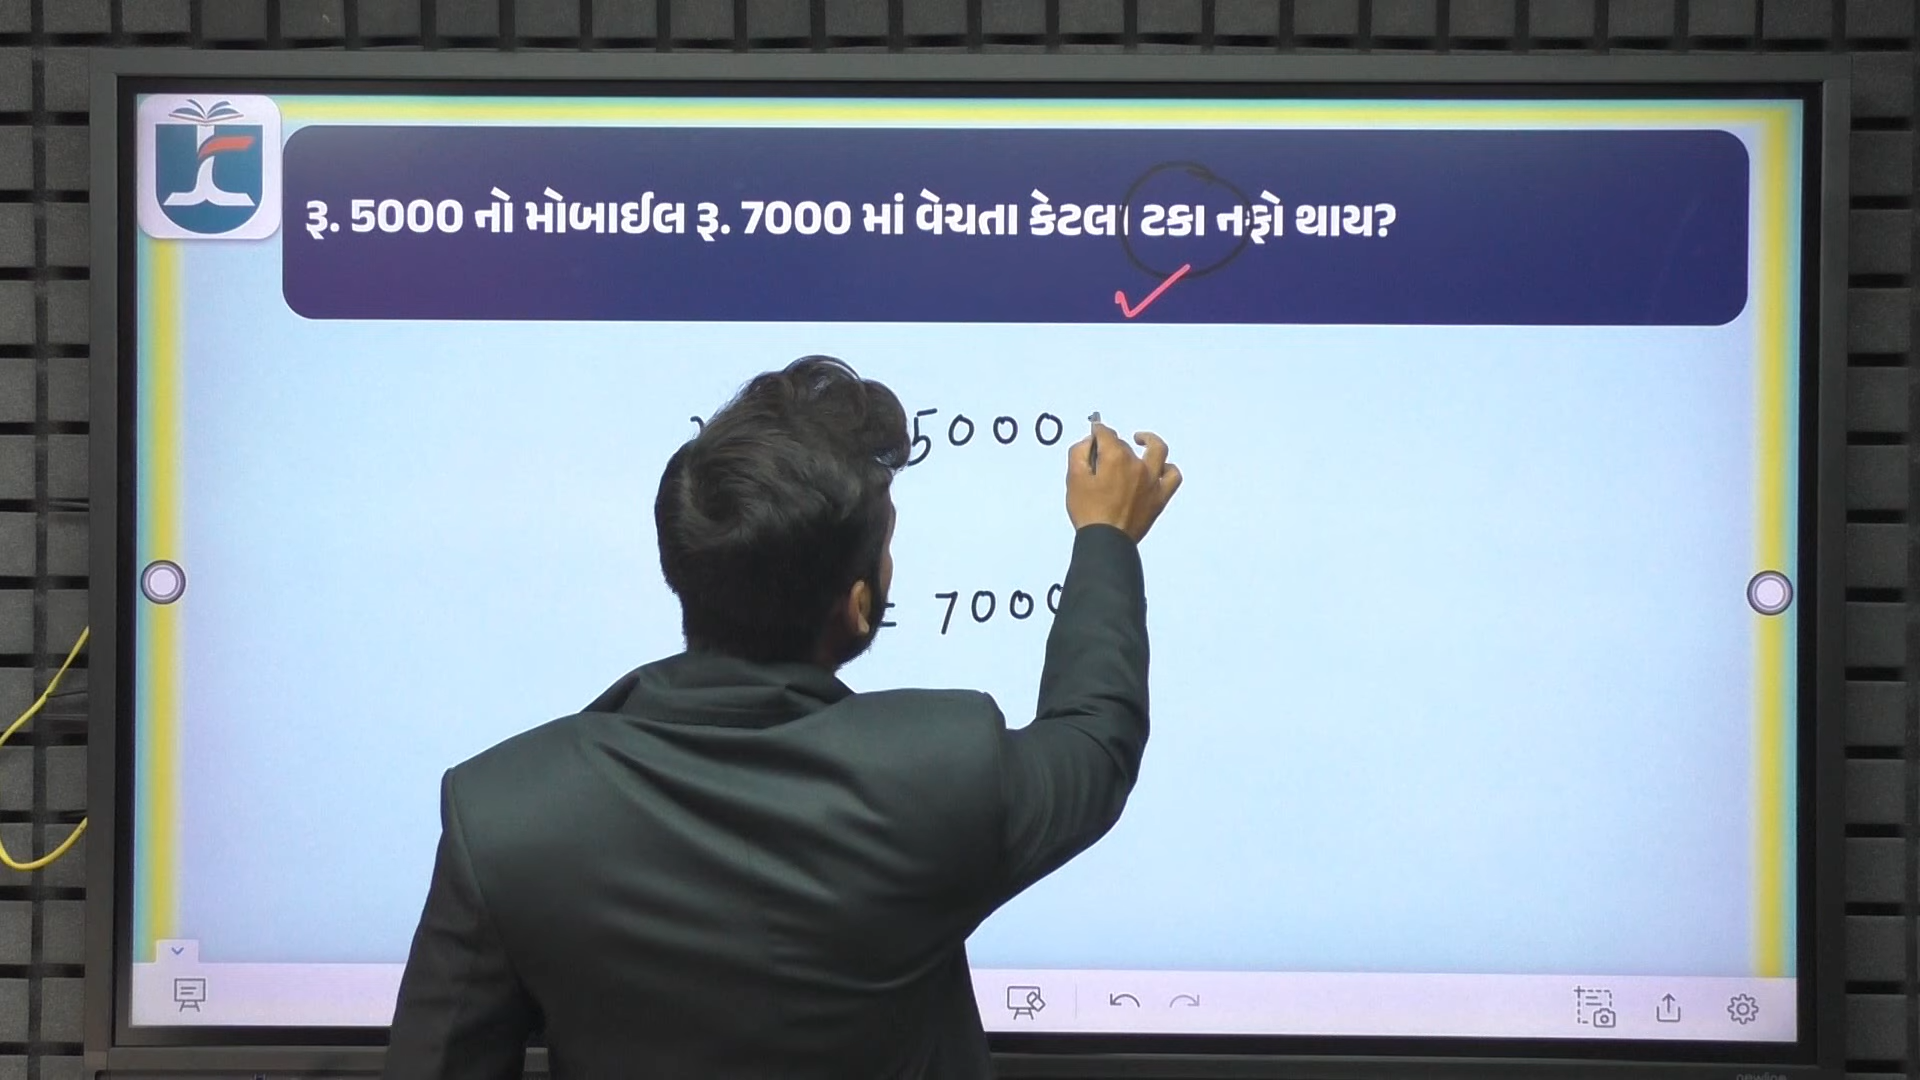 રૂ. 5000 નો મોબાઈલ રૂ. 7000 માં વેચતા કેટલા ટકા નફો થાય?
5000
= 7000